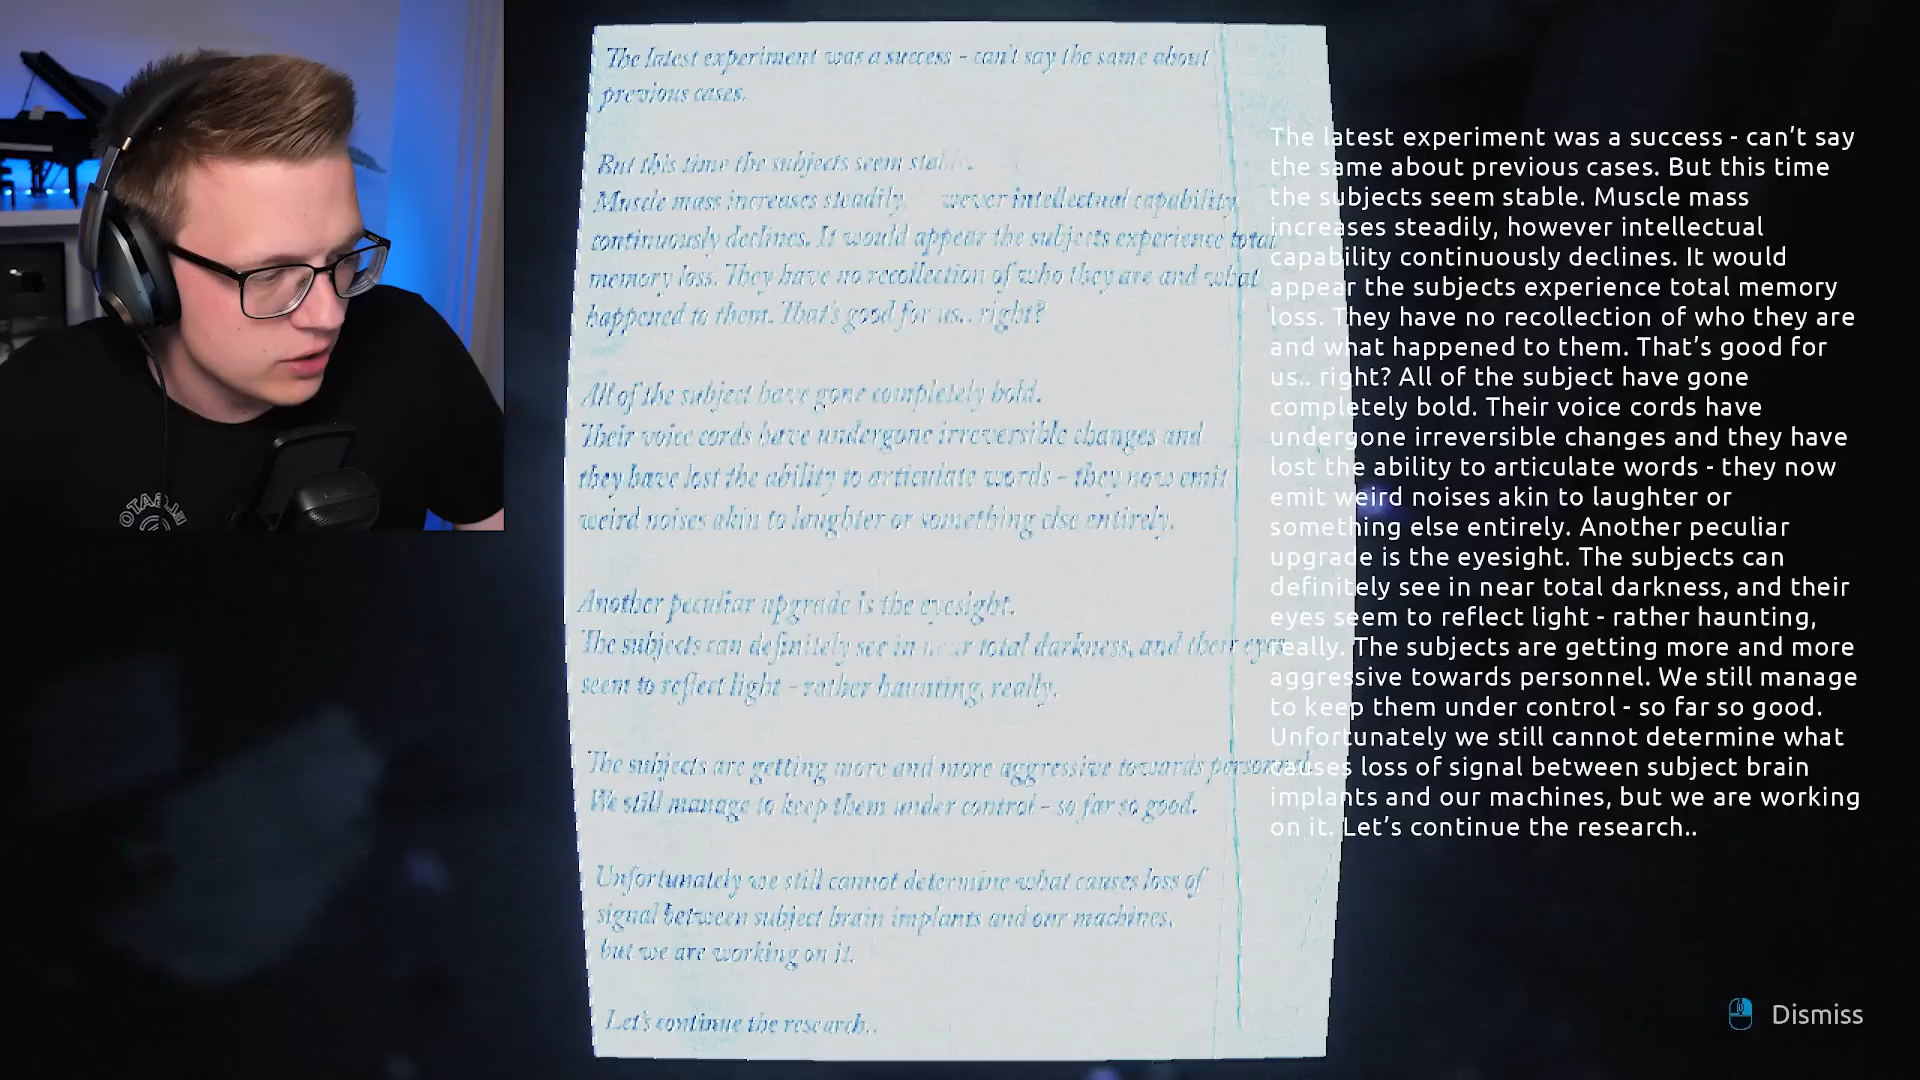 The latest experiment was a success - can't say the same about
previous cases.
But this time the subjects seem stable.
Muscle mass increases steadily, wever intellectual capability
continuously declines. It would appear the subjects experience total
memory loss. They have no recollection of who they are and what
happened to them. That's good for us.. right?
All of the subject have gone completely bold.
Their voice cords have undergone irreversible changes and
they have lost the ability to articulate words - they now emit
weird noises akin to laughter or something else entirely.
Another peculiar upgrade is the eyesight.
The subjects can definitely see in near total darkness, and their eyes
seem to reflect light - rather haunting, really.
The subjects are getting more and more aggressive towards personnel.
We still manage to keep them under control - so far so good.
Unfortunately we still cannot determine what causes loss of
signal between subject brain implants and our machines,
but we are working on it.
Let's continue the research..
The latest experiment was a success - can’t say
the same about previous cases. But this time
the subjects seem stable. Muscle mass
increases steadily, however intellectual
capability continuously declines. It would
appear the subjects experience total memory
loss. They have no recollection of who they are
and what happened to them. That’s good for
us.. right? All of the subject have gone
completely bold. Their voice cords have
undergone irreversible changes and they have
lost the ability to articulate words - they now
emit weird noises akin to laughter or
something else entirely. Another peculiar
upgrade is the eyesight. The subjects can
definitely see in near total darkness, and their
eyes seem to reflect light - rather haunting,
really. The subjects are getting more and more
aggressive towards personnel. We still manage
to keep them under control - so far so good.
Unfortunately we still cannot determine what
causes loss of signal between subject brain
implants and our machines, but we are working
on it. Let’s continue the research..
Dismiss
ELGATO